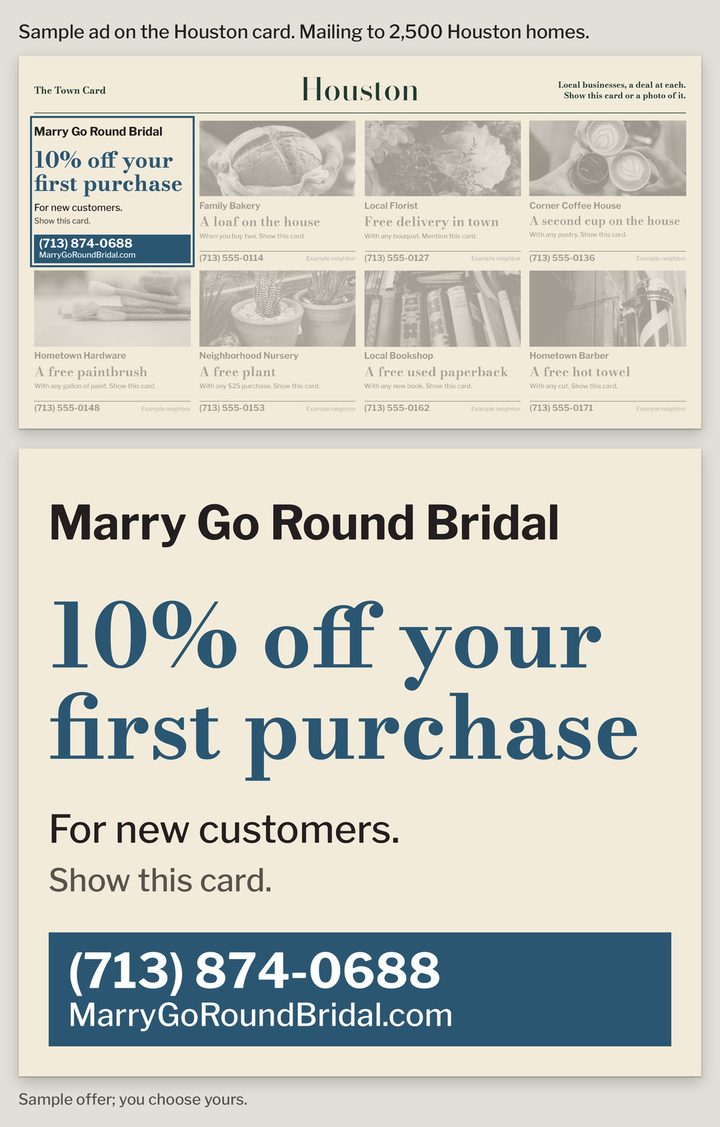 Sample ad on the Houston card. Mailing to 2,500 Houston homes.
The Town Card
Houston
Local businesses, a deal at each.
Show this card or a photo of it.
Marry Go Round Bridal
10% off your
first purchase
For new customers.
Show this card.
(713) 874-0688
MarryGoRoundBridal.com
Family Bakery
A loaf on the house
When you buy two. Show this card.
(713) 555-0114
Example neighbor
Local Florist
Free delivery in town
With any bouquet. Mention this card.
(713) 555-0127
Example neighbor
Corner Coffee House
A second cup on the house
With any pastry. Show this card.
(713) 555-0136
Example neighbor
Hometown Hardware
A free paintbrush
With any gallon of paint. Show this card.
(713) 555-0148
Example neighbor
Neighborhood Nursery
A free plant
With any $25 purchase. Show this card.
(713) 555-0153
Example neighbor
Local Bookshop
A free used paperback
With any new book. Show this card.
(713) 555-0162
Example neighbor
Hometown Barber
A free hot towel
With any cut. Show this card.
(713) 555-0171
Example neighbor
Marry Go Round Bridal
10% off your
first purchase
For new customers.
Show this card.
(713) 874-0688
MarryGoRoundBridal.com
Sample offer; you choose yours.